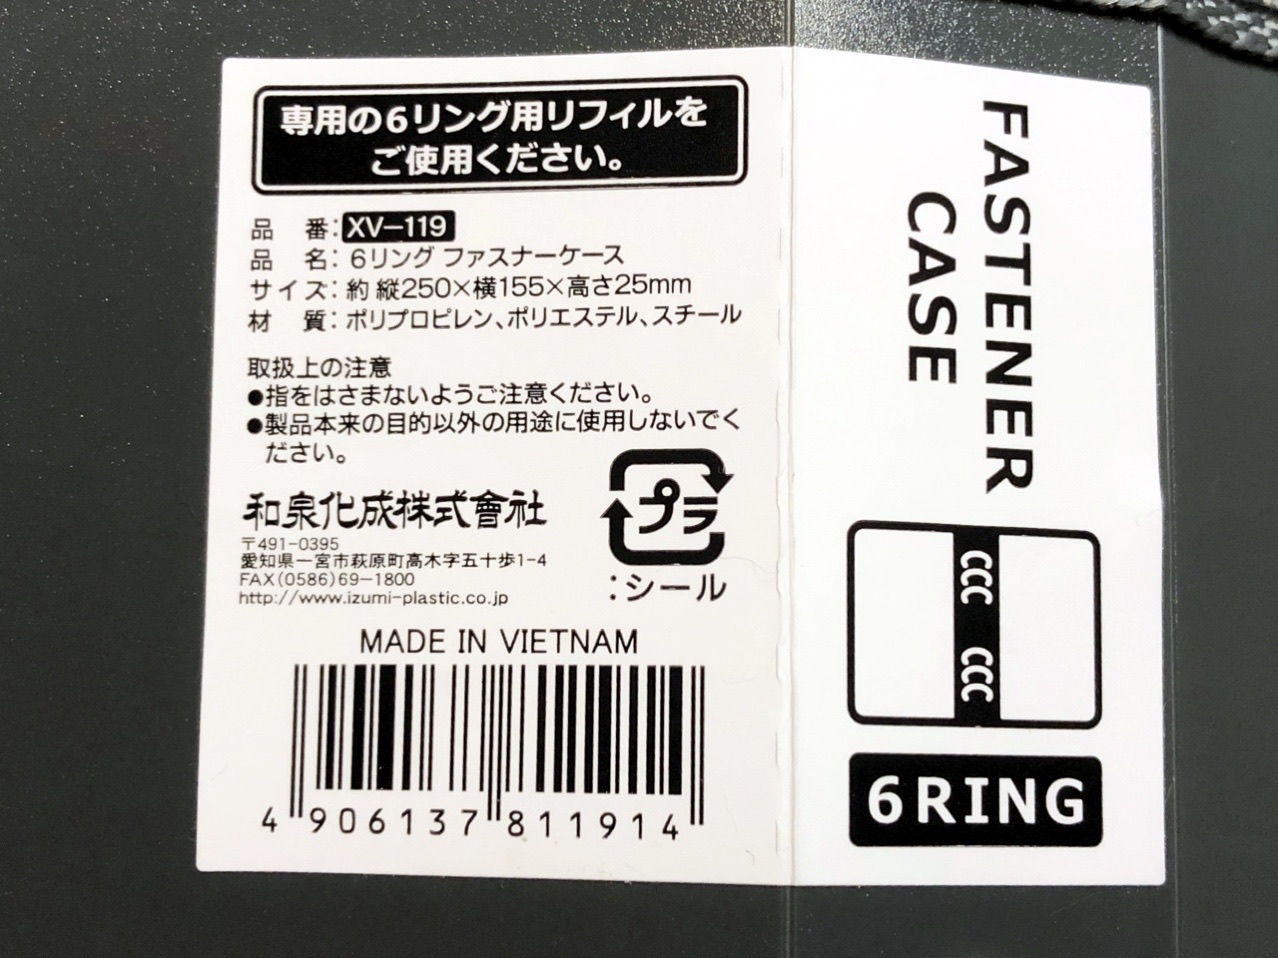 専用の6リング用リフィルを
ご使用ください。
品 番: XV-119
品 名: 6リング ファスナーケース
サイズ: 約 縦250×横155×高さ25mm
材 質: ポリプロピレン、ポリエステル、スチール
取扱上の注意
●指をはさまないようご注意ください。
●製品本来の目的以外の用途に使用しないでく
ださい。
和泉化成株式會社
〒491-0395
愛知県一宮市萩原町高木字五十歩1-4
FAX(0586)69-1800
http://www.izumi-plastic.co.jp
プラ
:シール
MADE IN VIETNAM
4 906137 811914
FASTENER
CASE
6RING